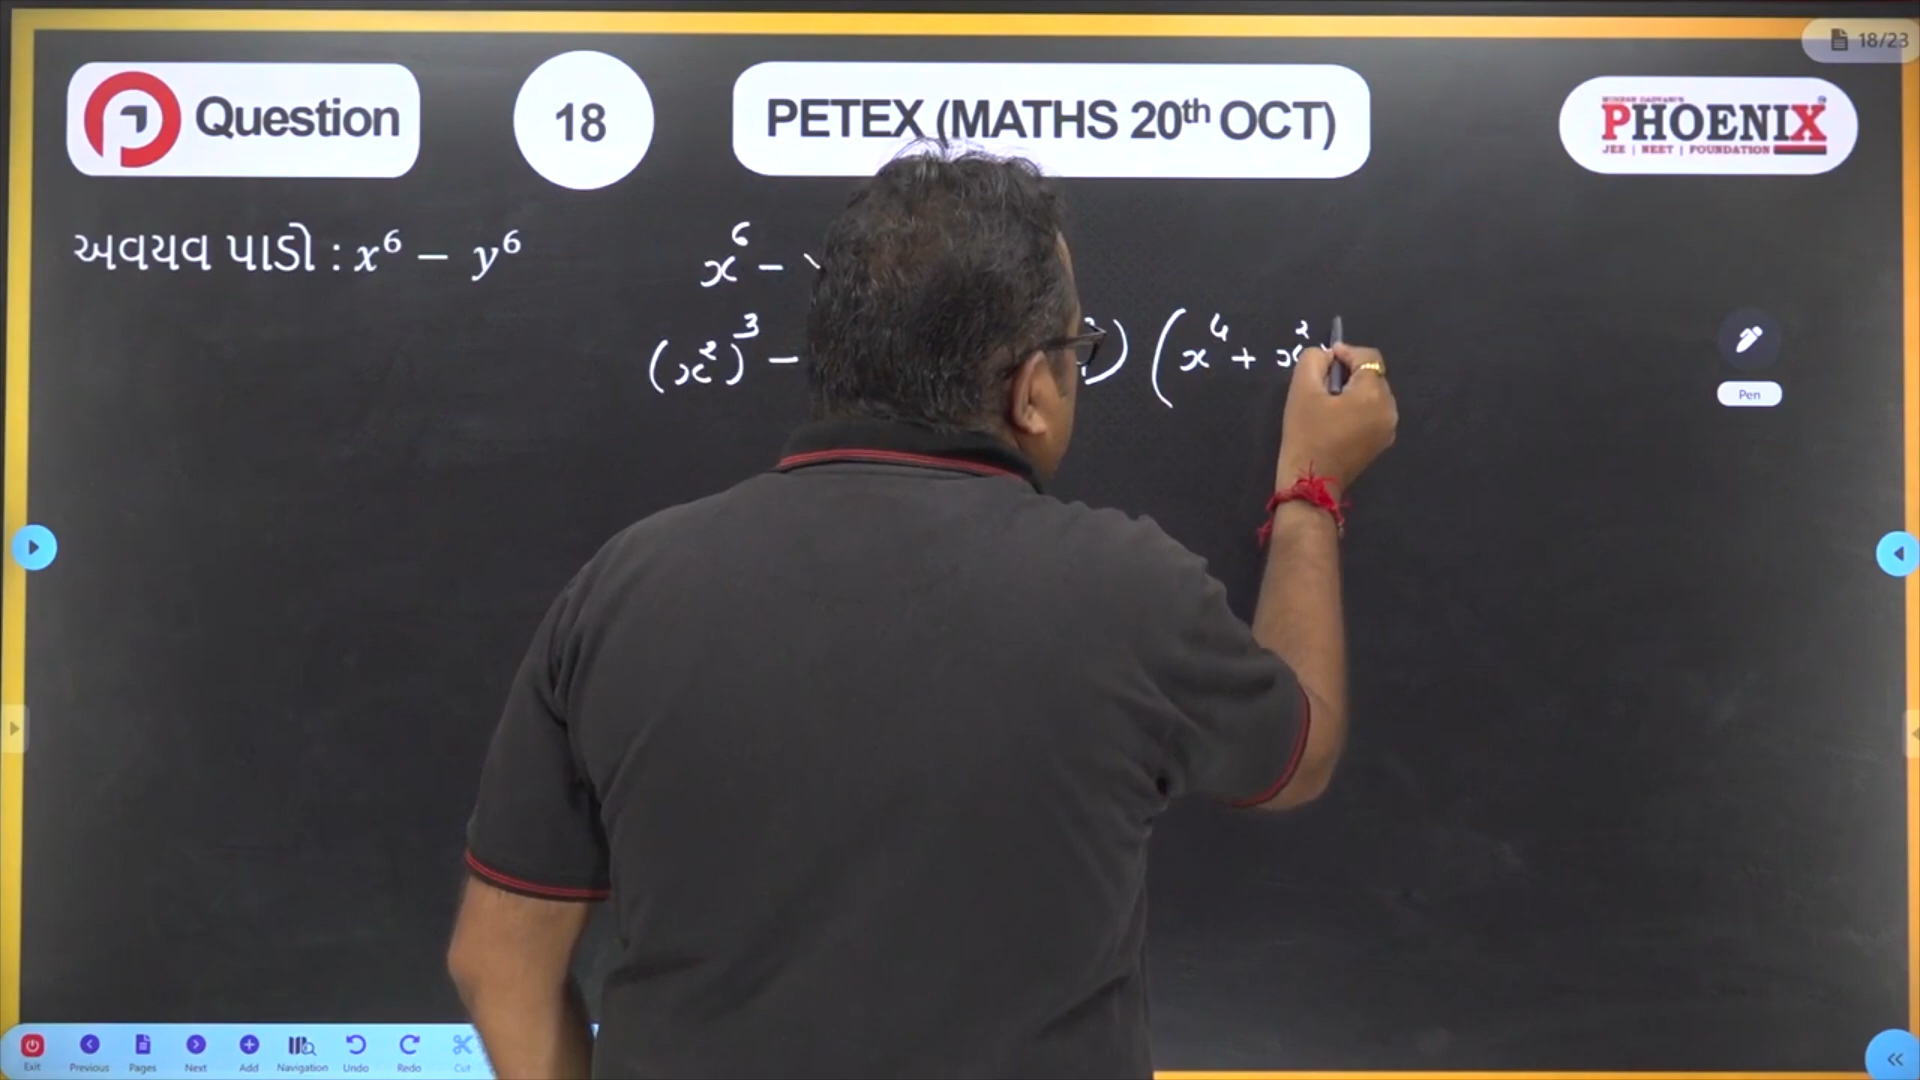 18/23
Question
18
PETEX (MATHS 20th OCT)
PHOENIX
JEE | NEET | FOUNDATION
અવયવ પાડો : x⁶ − y⁶
x⁶ −
(x²)³ − ) (x⁴ + x²
Pen
Exit
Previous
Pages
Next
Add
Navigation
Undo
Redo
Cut